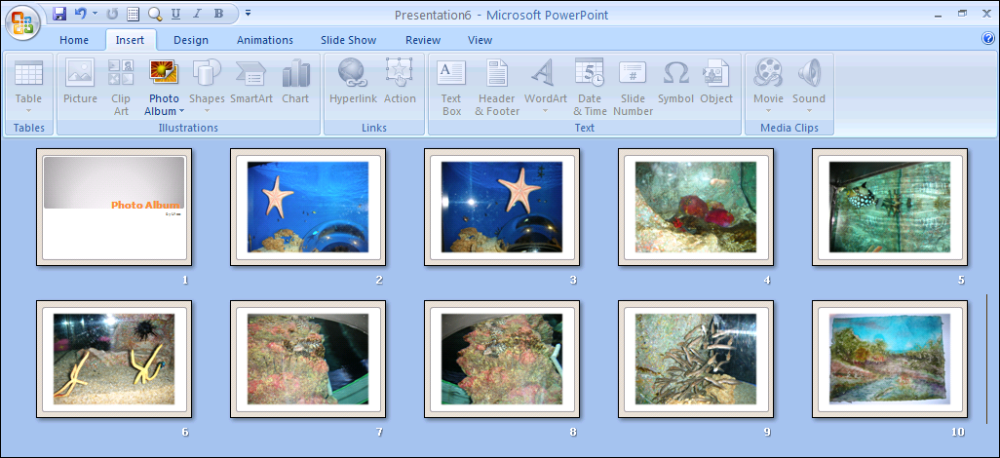 Presentation6 - Microsoft PowerPoint
Home Insert Design Animations Slide Show Review View
Table Picture Clip Art Photo Album Shapes SmartArt Chart Hyperlink Action Text Box Header & Footer WordArt Date & Time Slide Number Symbol Object Movie Sound
Tables Illustrations Links Text Media Clips
Photo Album
1 2 3 4 5
6 7 8 9 10